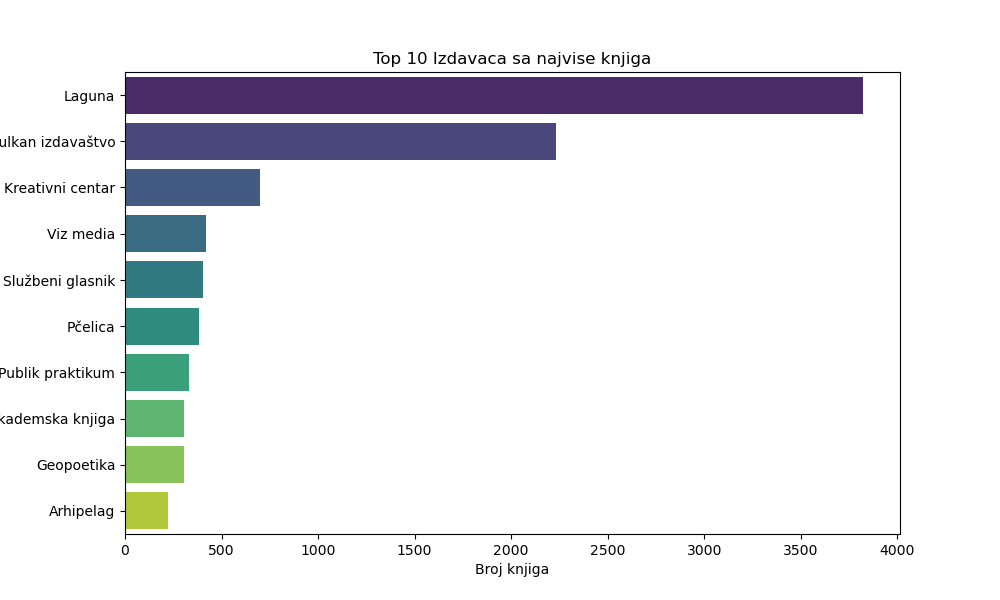 Top 10 Izdavaca sa najvise knjiga
Laguna
ulkan izdavaštvo
Kreativni centar
Viz media
Službeni glasnik
Pčelica
Publik praktikum
kademska knjiga
Geopoetika
Arhipelag
0 500 1000 1500 2000 2500 3000 3500 4000
Broj knjiga